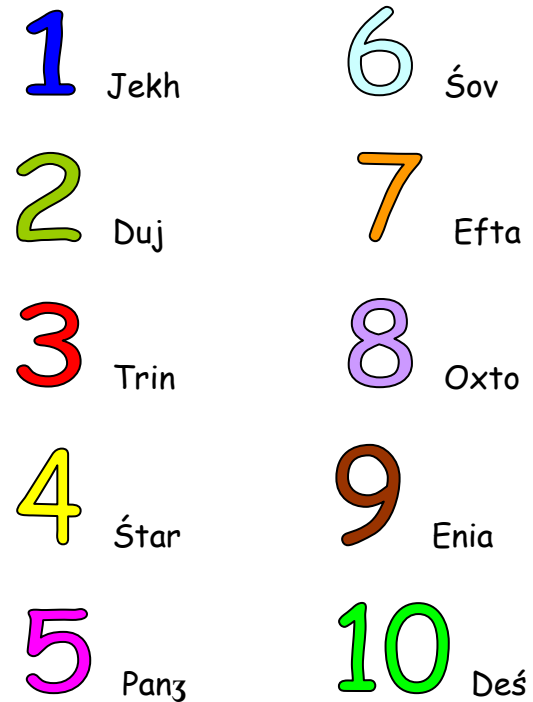 1 Jekh
6 Śov
2 Duj
7 Efta
3 Trin
8 Oxto
4 Śtar
9 Enia
5 Panʒ
10 Deś